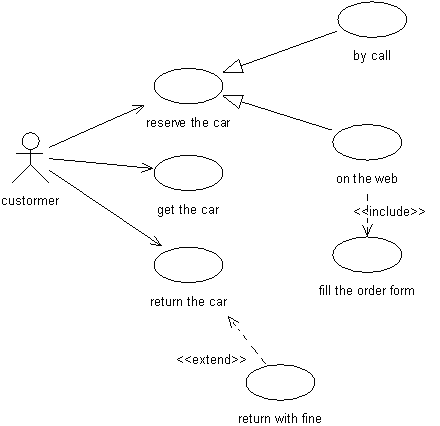 by call
reserve the car
custormer
on the web
get the car
<<include>>
fill the order form
return the car
<<extend>>
return with fine